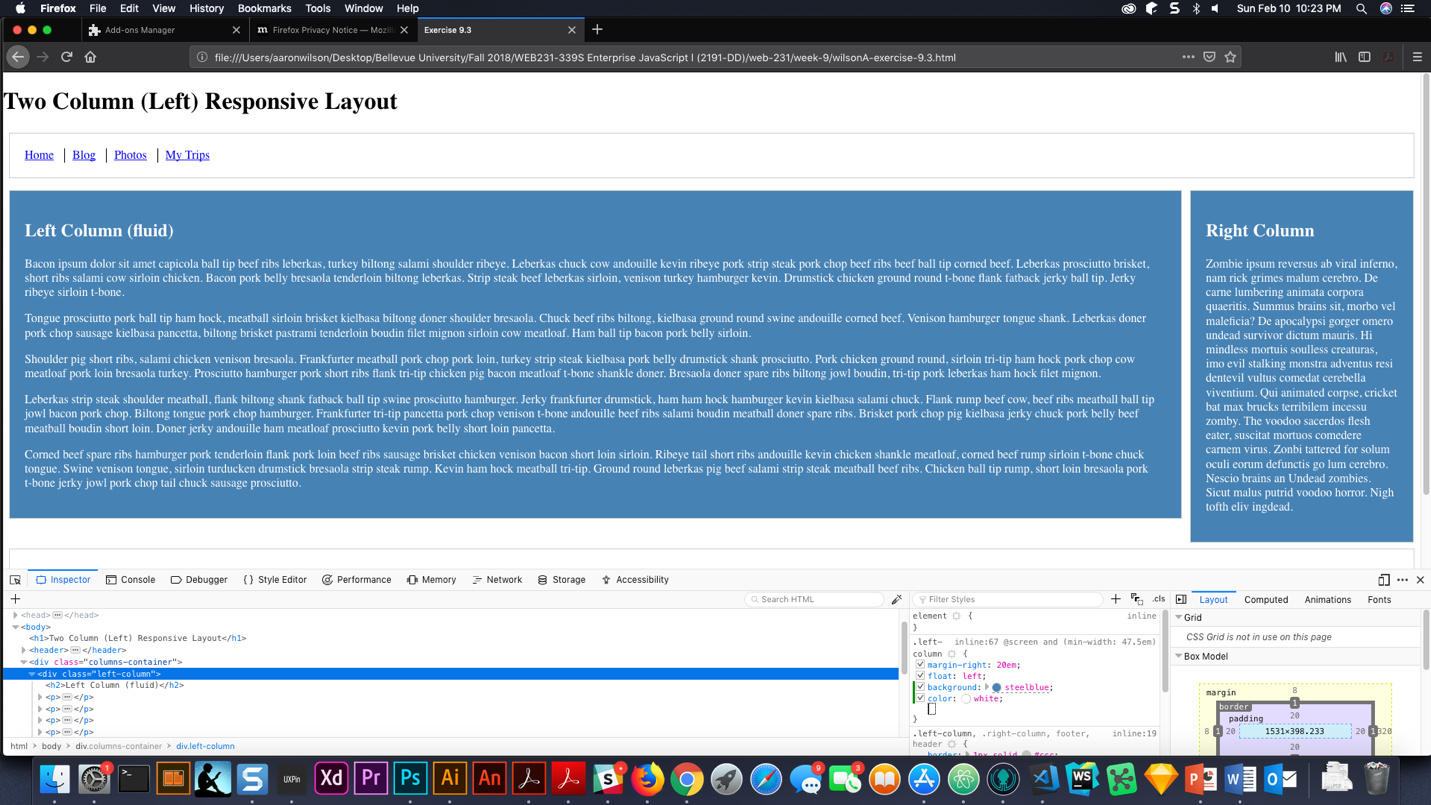 Firefox File Edit View History Bookmarks Tools Window Help
Sun Feb 10 10:23 PM
Add-ons Manager
Firefox Privacy Notice — Mozil
Exercise 9.3
file:///Users/aaronwilson/Desktop/Bellevue University/Fall 2018/WEB231-339S Enterprise JavaScript I (2191-DD)/web-231/week-9/wilsonA-exercise-9.3.html
Two Column (Left) Responsive Layout
Home Blog Photos My Trips
Left Column (fluid)
Bacon ipsum dolor sit amet capicola ball tip beef ribs leberkas, turkey biltong salami shoulder ribeye. Leberkas chuck cow andouille kevin ribeye pork strip steak pork chop beef ribs beef ball tip corned beef. Leberkas prosciutto brisket,
short ribs salami cow sirloin chicken. Bacon pork belly bresaola tenderloin biltong leberkas. Strip steak beef leberkas sirloin, venison turkey hamburger kevin. Drumstick chicken ground round t-bone flank fatback jerky ball tip. Jerky
ribeye sirloin t-bone.
Tongue prosciutto pork ball tip ham hock, meatball sirloin brisket kielbasa biltong doner shoulder bresaola. Chuck beef ribs biltong, kielbasa ground round swine andouille corned beef. Venison hamburger tongue shank. Leberkas doner
pork chop sausage kielbasa pancetta, biltong brisket pastrami tenderloin boudin filet mignon sirloin cow meatloaf. Ham ball tip bacon pork belly sirloin.
Shoulder pig short ribs, salami chicken venison bresaola. Frankfurter meatball pork chop pork loin, turkey strip steak kielbasa pork belly drumstick shank prosciutto. Pork chicken ground round, sirloin tri-tip ham hock pork chop cow
meatloaf pork loin bresaola turkey. Prosciutto hamburger pork short ribs flank tri-tip chicken pig bacon meatloaf t-bone shankle doner. Bresaola doner spare ribs biltong jowl boudin, tri-tip pork leberkas ham hock filet mignon.
Leberkas strip steak shoulder meatball, flank biltong shank fatback ball tip swine prosciutto hamburger. Jerky frankfurter drumstick, ham ham hock hamburger kevin kielbasa salami chuck. Flank rump beef cow, beef ribs meatball ball tip
jowl bacon pork chop. Biltong tongue pork chop hamburger. Frankfurter tri-tip pancetta pork chop venison t-bone andouille beef ribs salami boudin meatball doner spare ribs. Brisket pork chop pig kielbasa jerky chuck pork belly beef
meatball boudin short loin. Doner jerky andouille ham meatloaf prosciutto kevin pork belly short loin pancetta.
Corned beef spare ribs hamburger pork tenderloin flank pork loin beef ribs sausage brisket chicken venison bacon short loin sirloin. Ribeye tail short ribs andouille kevin chicken shankle meatloaf, corned beef rump sirloin t-bone chuck
tongue. Swine venison tongue, sirloin turducken drumstick bresaola strip steak rump. Kevin ham hock meatball tri-tip. Ground round leberkas pig beef salami strip steak meatball beef ribs. Chicken ball tip rump, short loin bresaola pork
t-bone jerky jowl pork chop tail chuck sausage prosciutto.
Right Column
Zombie ipsum reversus ab viral inferno,
nam rick grimes malum cerebro. De
carne lumbering animata corpora
quaeritis. Summus brains sit, morbo vel
maleficia? De apocalypsi gorger omero
undead survivor dictum mauris. Hi
mindless mortuis soulless creaturas,
imo evil stalking monstra adventus resi
dentevil vultus comedat cerebella
viventium. Qui animated corpse, cricket
bat max brucks terribilem incessu
zomby. The voodoo sacerdos flesh
eater, suscitat mortuos comedere
carnem virus. Zonbi tattered for solum
oculi eorum defunctis go lum cerebro.
Nescio brains an Undead zombies.
Sicut malus putrid voodoo horror. Nigh
tofth eliv ingdead.
Inspector Console Debugger Style Editor Performance Memory Network Storage Accessibility
Search HTML
<head></head>
<body>
<h1>Two Column (Left) Responsive Layout</h1>
<header></header>
<div class="columns-container">
<div class="left-column">
<h2>Left Column (fluid)</h2>
<p></p>
<p></p>
<p></p>
<p></p>
html body div.columns-container div.left-column
Filter Styles
.cls
element { inline
}
.left- inline:67 @screen and (min-width: 47.5em)
column {
margin-right: 20em;
float: left;
background: steelblue;
color: white;
}
.left-column, .right-column, footer, inline:19
header {
border: 1px solid #ccc;
Layout Computed Animations Fonts
Grid
CSS Grid is not in use on this page
Box Model
margin 8
border 1
padding 20
8 1 20 1531×398.233 20 1 320
20
1 9 3
UXPin Xd Pr Ps Ai An WS